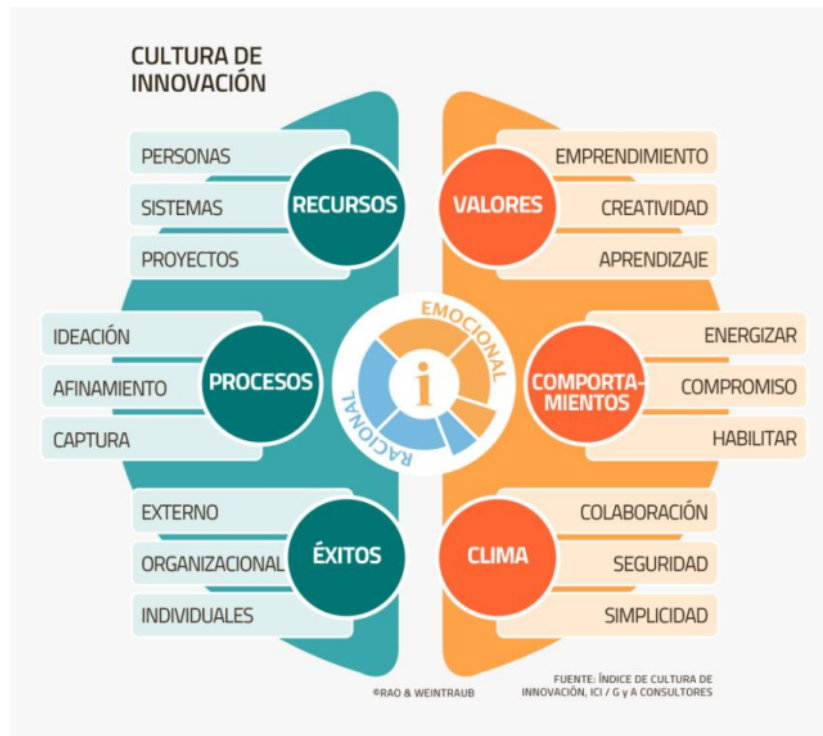 CULTURA DE
INNOVACIÓN
PERSONAS
SISTEMAS
PROYECTOS
RECURSOS
VALORES
EMPRENDIMIENTO
CREATIVIDAD
APRENDIZAJE
IDEACIÓN
AFINAMIENTO
CAPTURA
PROCESOS
EMOCIONAL
i
RACIONAL
COMPORTA-
MIENTOS
ENERGIZAR
COMPROMISO
HABILITAR
EXTERNO
ORGANIZACIONAL
INDIVIDUALES
ÉXITOS
CLIMA
COLABORACIÓN
SEGURIDAD
SIMPLICIDAD
©RAO & WEINTRAUB
FUENTE: ÍNDICE DE CULTURA DE
INNOVACIÓN, ICI / G y A CONSULTORES